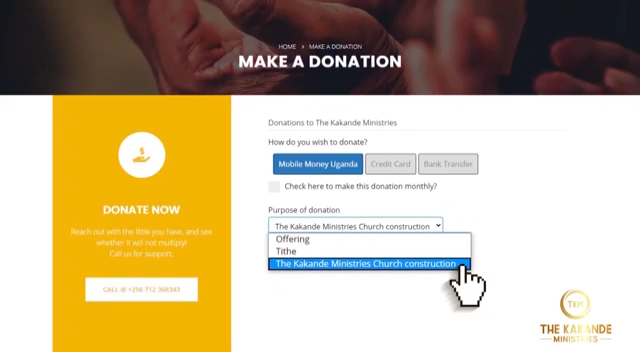 HOME > MAKE A DONATION
MAKE A DONATION
DONATE NOW
Reach out with the little you have, and see
whether it will not multiply!
Call us for support.
CALL @ +256 712 368343
Donations to The Kakande Ministries
How do you wish to donate?
Mobile Money Uganda
Credit Card
Bank Transfer
Check here to make this donation monthly?
Purpose of donation
The Kakande Ministries Church construction
Offering
Tithe
The Kakande Ministries Church construction
TKM
THE KAKANDE
MINISTRIES